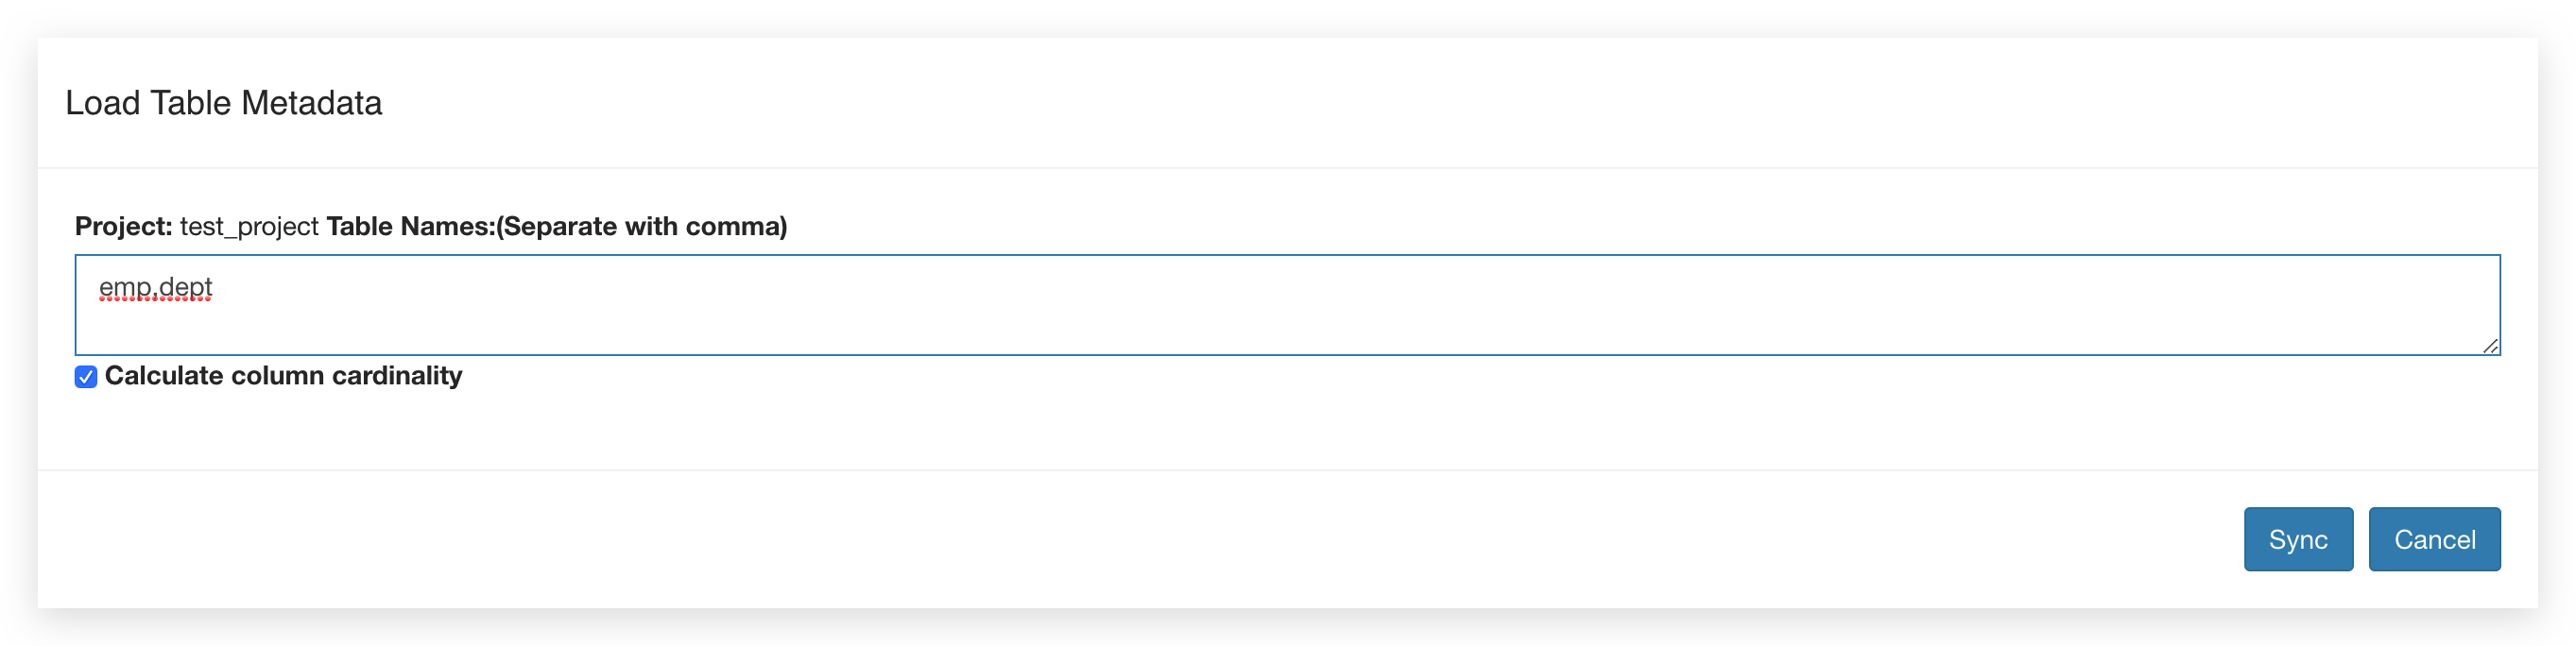 Load Table Metadata
Project: test_project Table Names:(Separate with comma)
emp,dept
Calculate column cardinality
Sync Cancel